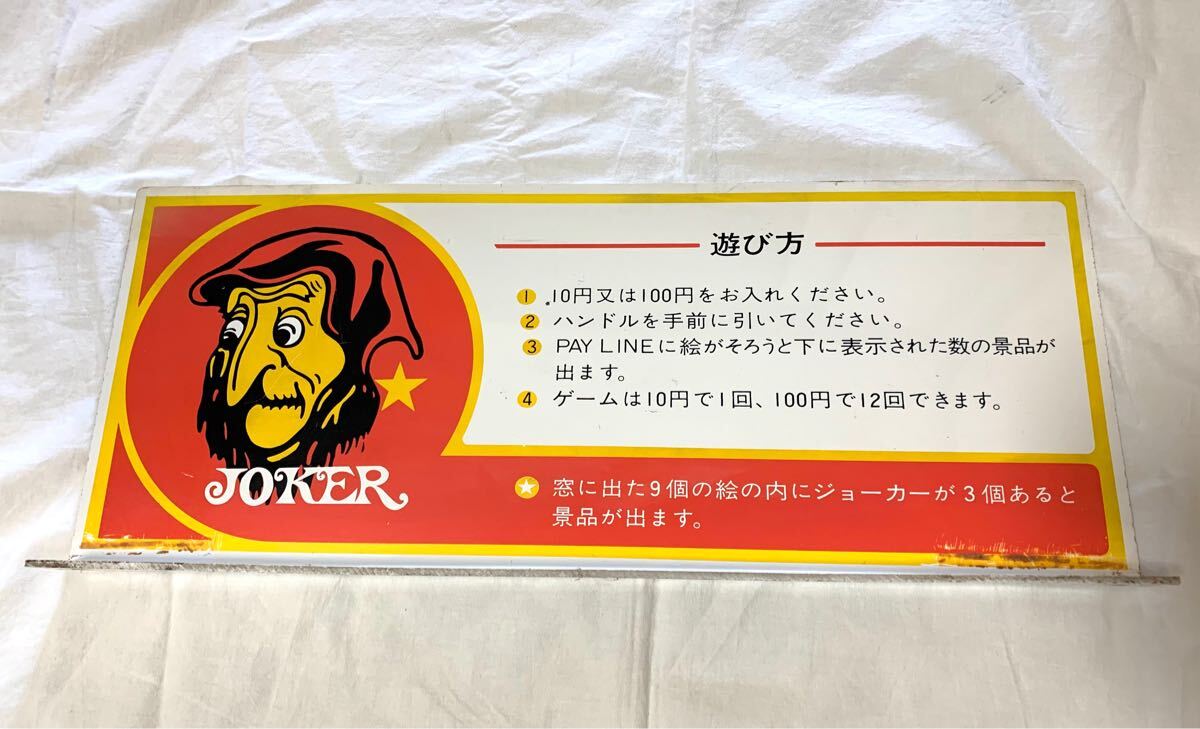 遊び方
1 10円又は100円をお入れください。
2 ハンドルを手前に引いてください。
3 PAY LINEに絵がそろうと下に表示された数の景品が
出ます。
4 ゲームは10円で1回、100円で12回できます。
JOKER
★ 窓に出た9個の絵の内にジョーカーが3個あると
景品が出ます。